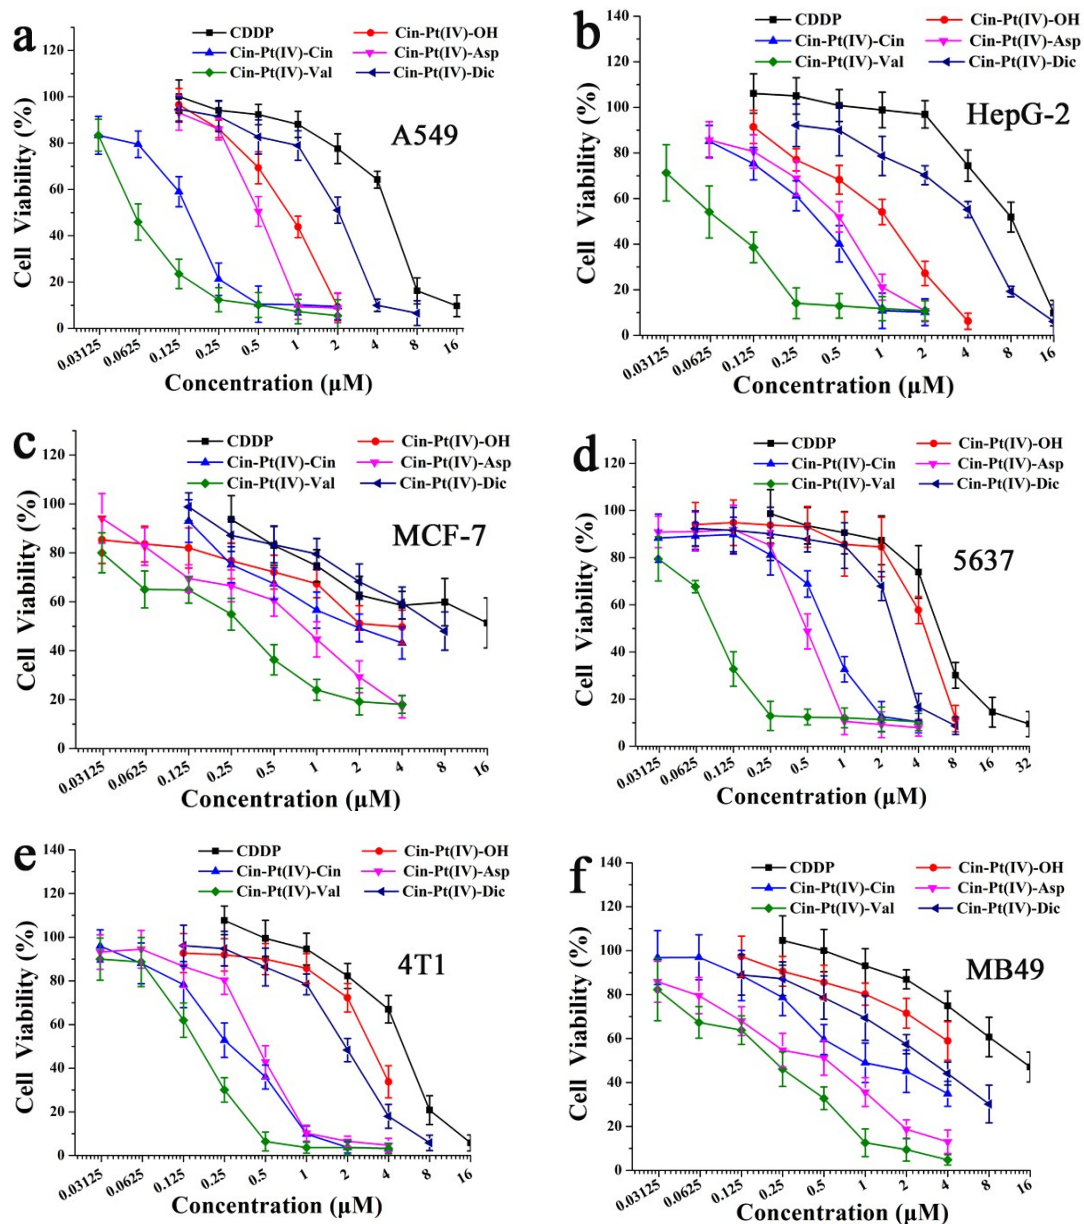 a
CDDP Cin-Pt(IV)-OH
Cin-Pt(IV)-Cin Cin-Pt(IV)-Asp
Cin-Pt(IV)-Val Cin-Pt(IV)-Dic
A549
Cell Viability (%)
120
100
80
60
40
20
0
0.03125 0.0625 0.125 0.25 0.5 1 2 4 8 16
Concentration (µM)
b
CDDP Cin-Pt(IV)-OH
Cin-Pt(IV)-Cin Cin-Pt(IV)-Asp
Cin-Pt(IV)-Val Cin-Pt(IV)-Dic
HepG-2
Cell Viability (%)
140
120
100
80
60
40
20
0
0.03125 0.0625 0.125 0.25 0.5 1 2 4 8 16
Concentration (µM)
c
CDDP Cin-Pt(IV)-OH
Cin-Pt(IV)-Cin Cin-Pt(IV)-Asp
Cin-Pt(IV)-Val Cin-Pt(IV)-Dic
MCF-7
Cell Viability (%)
120
100
80
60
40
20
0
0.03125 0.0625 0.125 0.25 0.5 1 2 4 8 16
Concentration (µM)
d
CDDP Cin-Pt(IV)-OH
Cin-Pt(IV)-Cin Cin-Pt(IV)-Asp
Cin-Pt(IV)-Val Cin-Pt(IV)-Dic
5637
Cell Viability (%)
120
100
80
60
40
20
0
0.03125 0.0625 0.125 0.25 0.5 1 2 4 8 16 32
Concentration (µM)
e
CDDP Cin-Pt(IV)-OH
Cin-Pt(IV)-Cin Cin-Pt(IV)-Asp
Cin-Pt(IV)-Val Cin-Pt(IV)-Dic
4T1
Cell Viability (%)
140
120
100
80
60
40
20
0
0.03125 0.0625 0.125 0.25 0.5 1 2 4 8 16
Concentration (µM)
f
CDDP Cin-Pt(IV)-OH
Cin-Pt(IV)-Cin Cin-Pt(IV)-Asp
Cin-Pt(IV)-Val Cin-Pt(IV)-Dic
MB49
Cell Viability (%)
140
120
100
80
60
40
20
0
0.03125 0.0625 0.125 0.25 0.5 1 2 4 8 16
Concentration (µM)